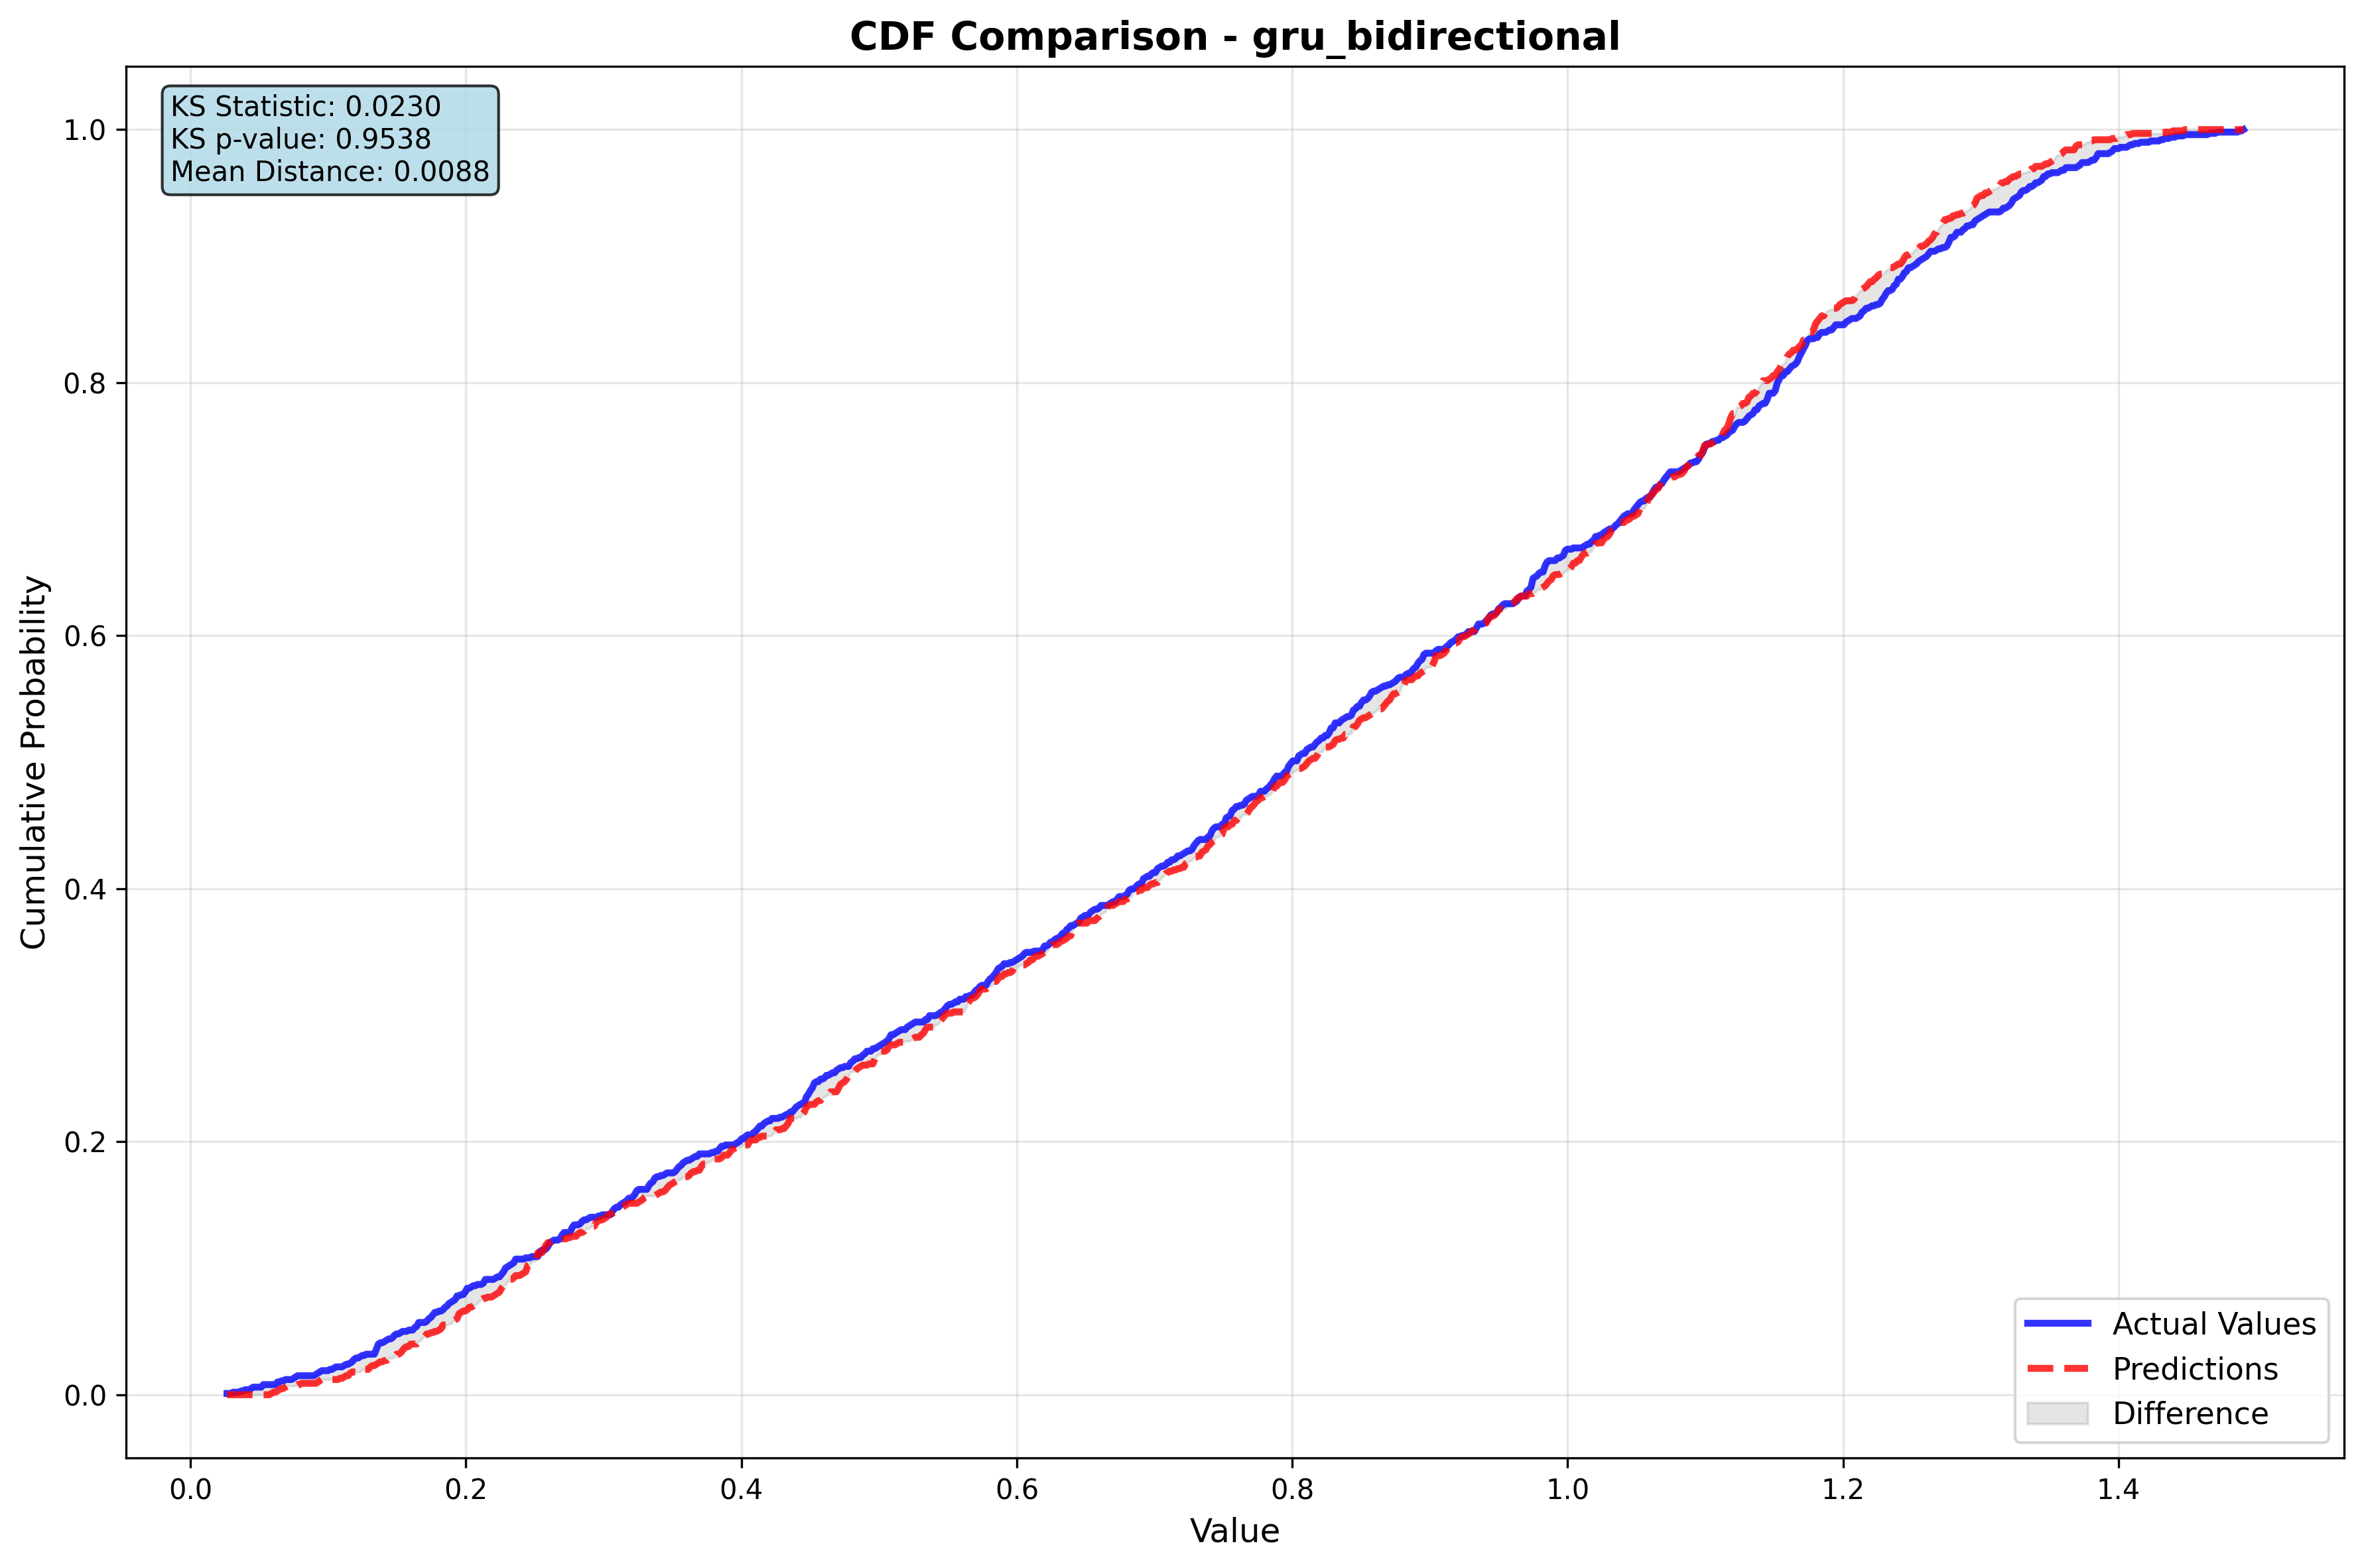 CDF Comparison - gru_bidirectional
KS Statistic: 0.0230
KS p-value: 0.9538
Mean Distance: 0.0088
Cumulative Probability
1.0
0.8
0.6
0.4
0.2
0.0
Actual Values
Predictions
Difference
0.0 0.2 0.4 0.6 0.8 1.0 1.2 1.4
Value